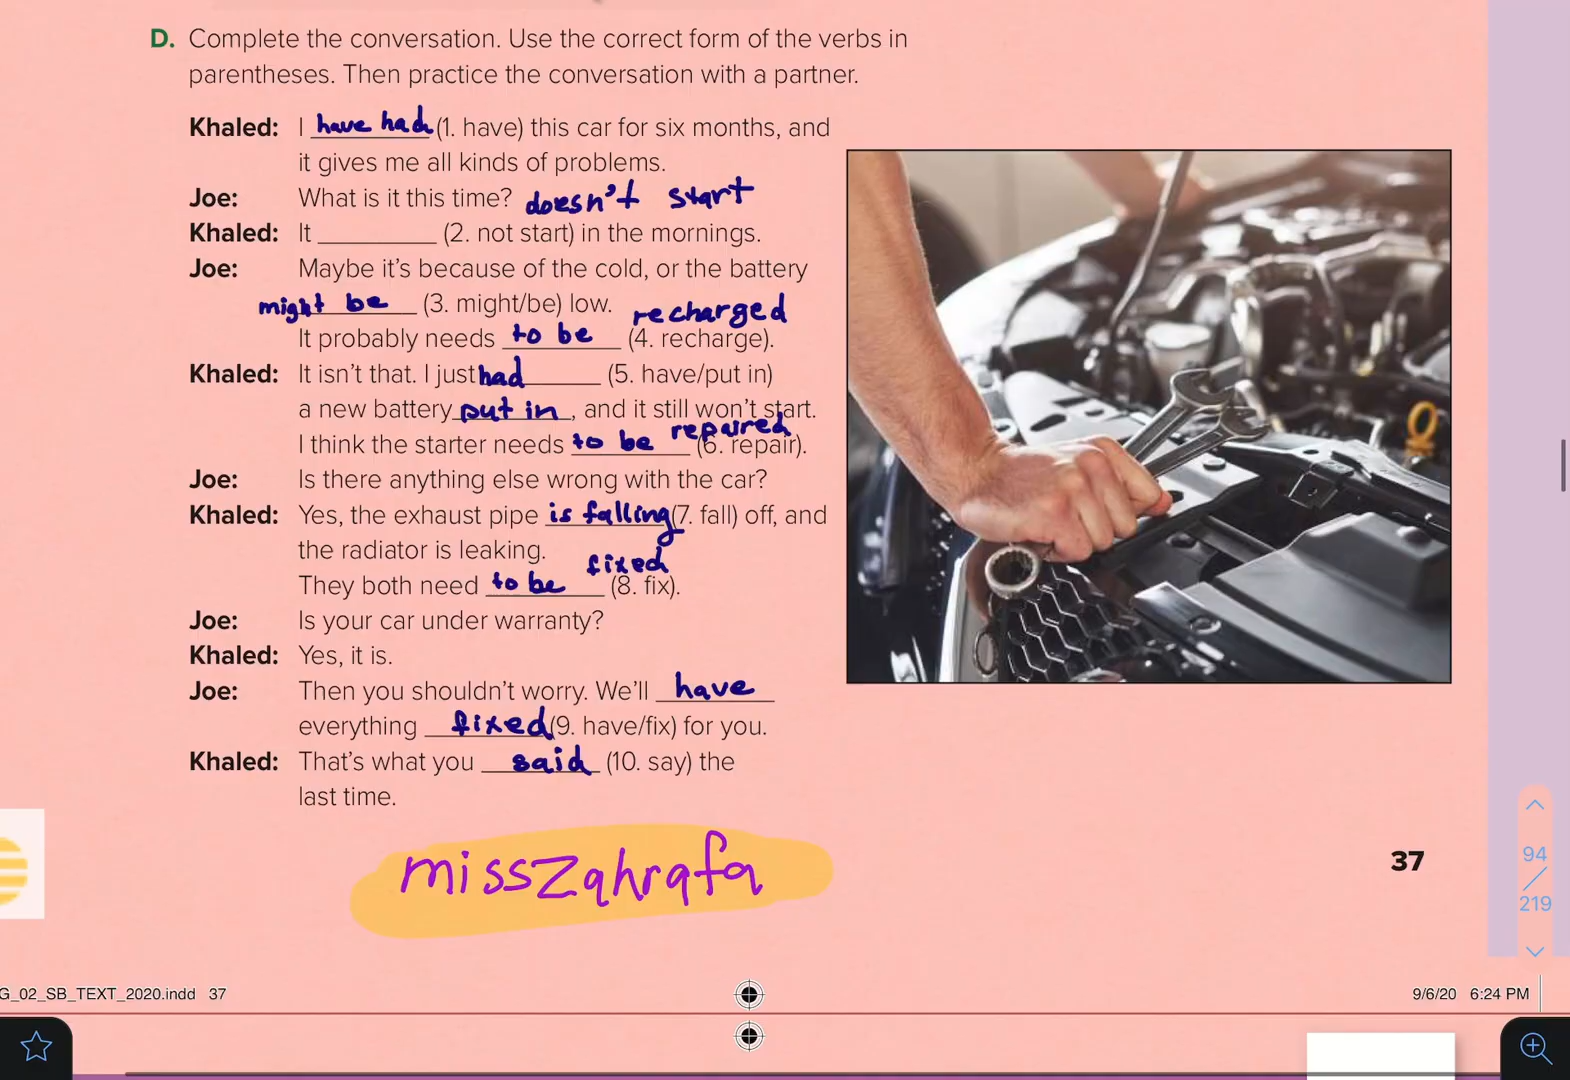 D. Complete the conversation. Use the correct form of the verbs in
parentheses. Then practice the conversation with a partner.
Khaled: I have had (1. have) this car for six months, and
it gives me all kinds of problems.
Joe: What is it this time? doesn't start
Khaled: It __________ (2. not start) in the mornings.
Joe: Maybe it's because of the cold, or the battery
might be (3. might/be) low.
recharged
It probably needs to be (4. recharge).
Khaled: It isn't that. I just had (5. have/put in)
a new battery put in, and it still won't start.
repaired
I think the starter needs to be (6. repair).
Joe: Is there anything else wrong with the car?
Khaled: Yes, the exhaust pipe is falling (7. fall) off, and
the radiator is leaking.
fixed
They both need to be (8. fix).
Joe: Is your car under warranty?
Khaled: Yes, it is.
Joe: Then you shouldn't worry. We'll have
everything fixed (9. have/fix) for you.
Khaled: That's what you said (10. say) the
last time.
misszahrafa
37
94
/
219
G_02_SB_TEXT_2020.indd 37
9/6/20 6:24 PM